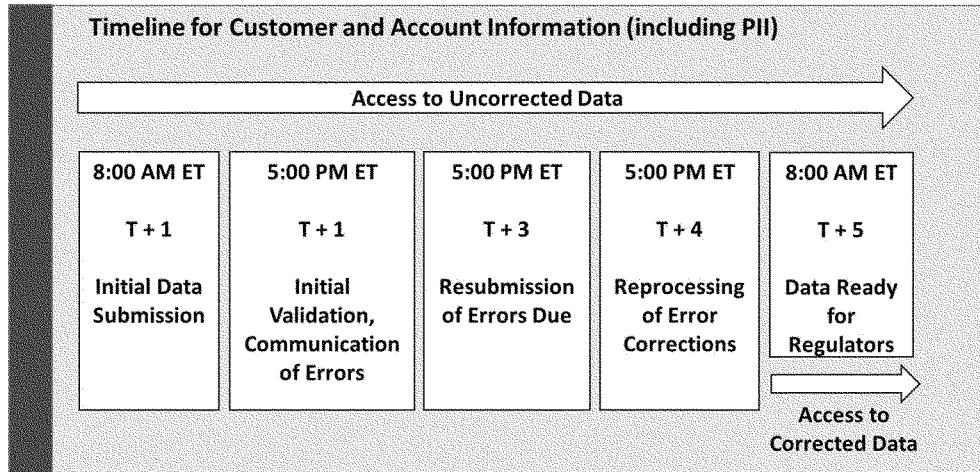 Timeline for Customer and Account Information (including PII)
Access to Uncorrected Data
8:00 AM ET
T + 1
Initial Data
Submission
5:00 PM ET
T + 1
Initial
Validation,
Communication
of Errors
5:00 PM ET
T + 3
Resubmission
of Errors Due
5:00 PM ET
T + 4
Reprocessing
of Error
Corrections
8:00 AM ET
T + 5
Data Ready
for
Regulators
Access to
Corrected Data